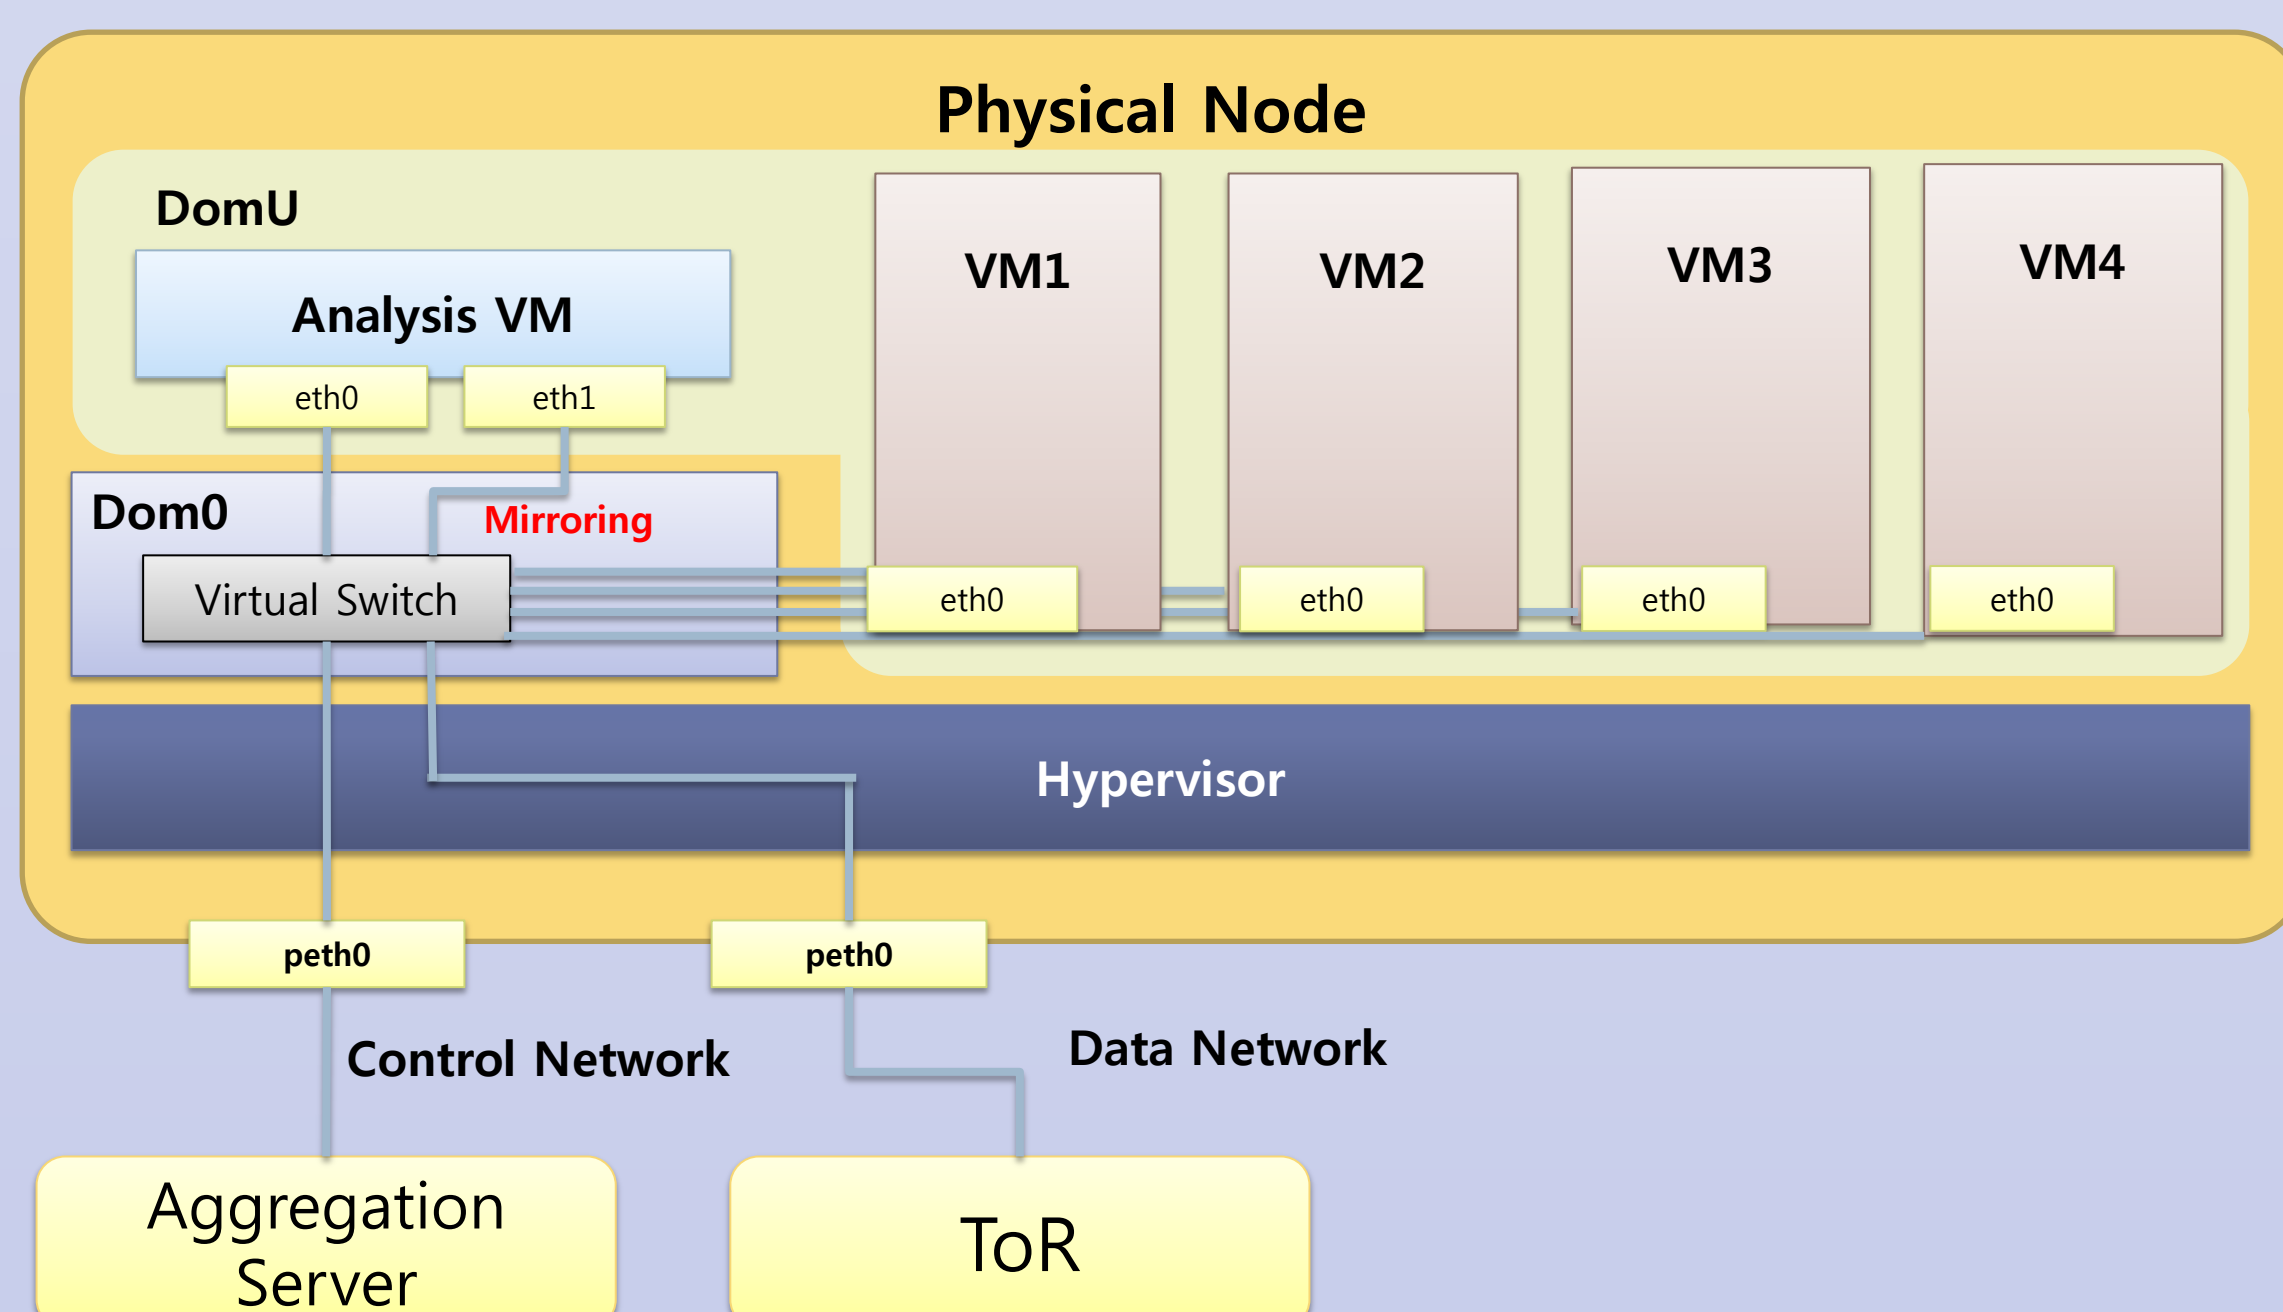 Physical Node
DomU
VM1
VM2
VM3
VM4
Analysis VM
eth0
eth1
Dom0
Mirroring
Virtual Switch
eth0
eth0
eth0
eth0
Hypervisor
peth0
peth0
Control Network
Data Network
Aggregation
Server
ToR